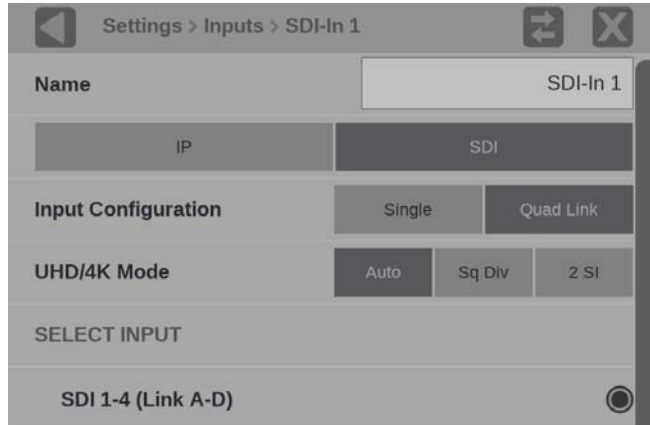 Settings > Inputs > SDI-In 1
Name SDI-In 1
IP SDI
Input Configuration Single Quad Link
UHD/4K Mode Auto Sq Div 2 SI
SELECT INPUT
SDI 1-4 (Link A-D)